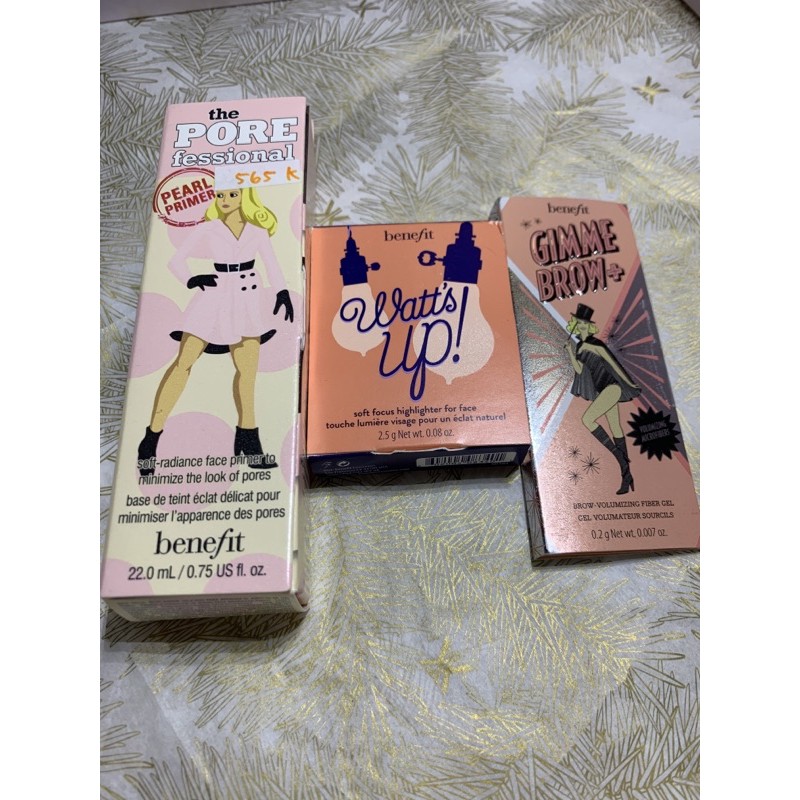 the
PORE
fessional
565 K
PEARL
PRIMER
soft-radiance face primer to
minimize the look of pores
base de teint éclat délicat pour
minimiser l'apparence des pores
benefit
22.0 mL / 0.75 US fl. oz.
benefit
Watt's
up!
soft focus highlighter for face
touche lumière visage pour un éclat naturel
2.5 g Net wt. 0.08 oz.
benefit
GIMME
BROW+
VOLUMIZING
MICROFIBERS
BROW-VOLUMIZING FIBER GEL
GEL VOLUMATEUR SOURCILS
0.2 g Net wt. 0.007 oz.